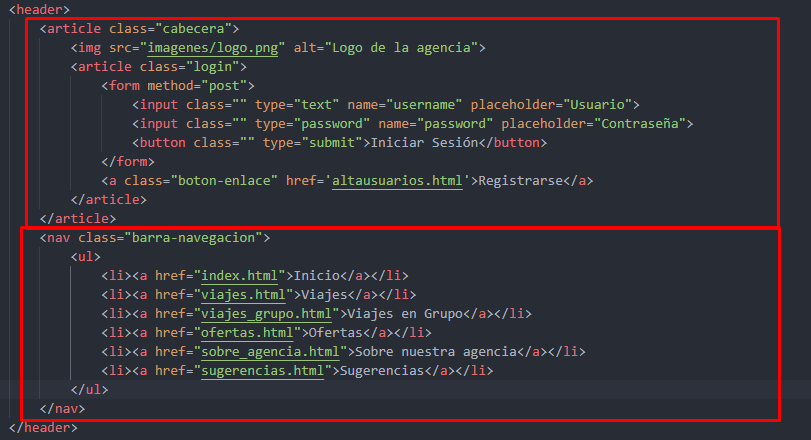 <header>
<article class="cabecera">
<img src="imagenes/logo.png" alt="Logo de la agencia">
<article class="login">
<form method="post">
<input class="" type="text" name="username" placeholder="Usuario">
<input class="" type="password" name="password" placeholder="Contraseña">
<button class="" type="submit">Iniciar Sesión</button>
</form>
<a class="boton-enlace" href='altausuarios.html'>Registrarse</a>
</article>
</article>
<nav class="barra-navegacion">
<ul>
<li><a href="index.html">Inicio</a></li>
<li><a href="viajes.html">Viajes</a></li>
<li><a href="viajes_grupo.html">Viajes en Grupo</a></li>
<li><a href="ofertas.html">Ofertas</a></li>
<li><a href="sobre_agencia.html">Sobre nuestra agencia</a></li>
<li><a href="sugerencias.html">Sugerencias</a></li>
</ul>
</nav>
</header>